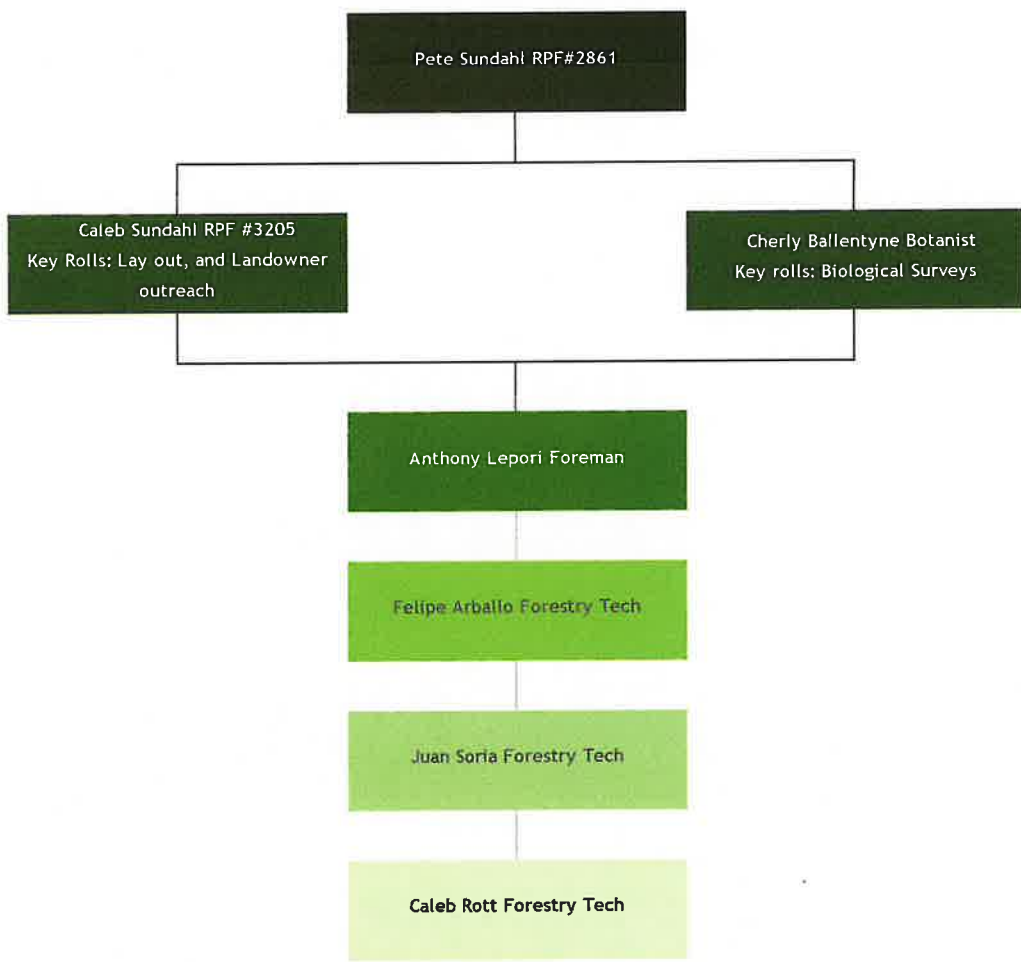 Pete Sundahl RPF#2861
Caleb Sundahl RPF #3205
Key Rolls: Lay out, and Landowner
outreach
Cherly Ballentyne Botanist
Key rolls: Biological Surveys
Anthony Lepori Foreman
Felipe Arballo Forestry Tech
Juan Soria Forestry Tech
Caleb Rott Forestry Tech